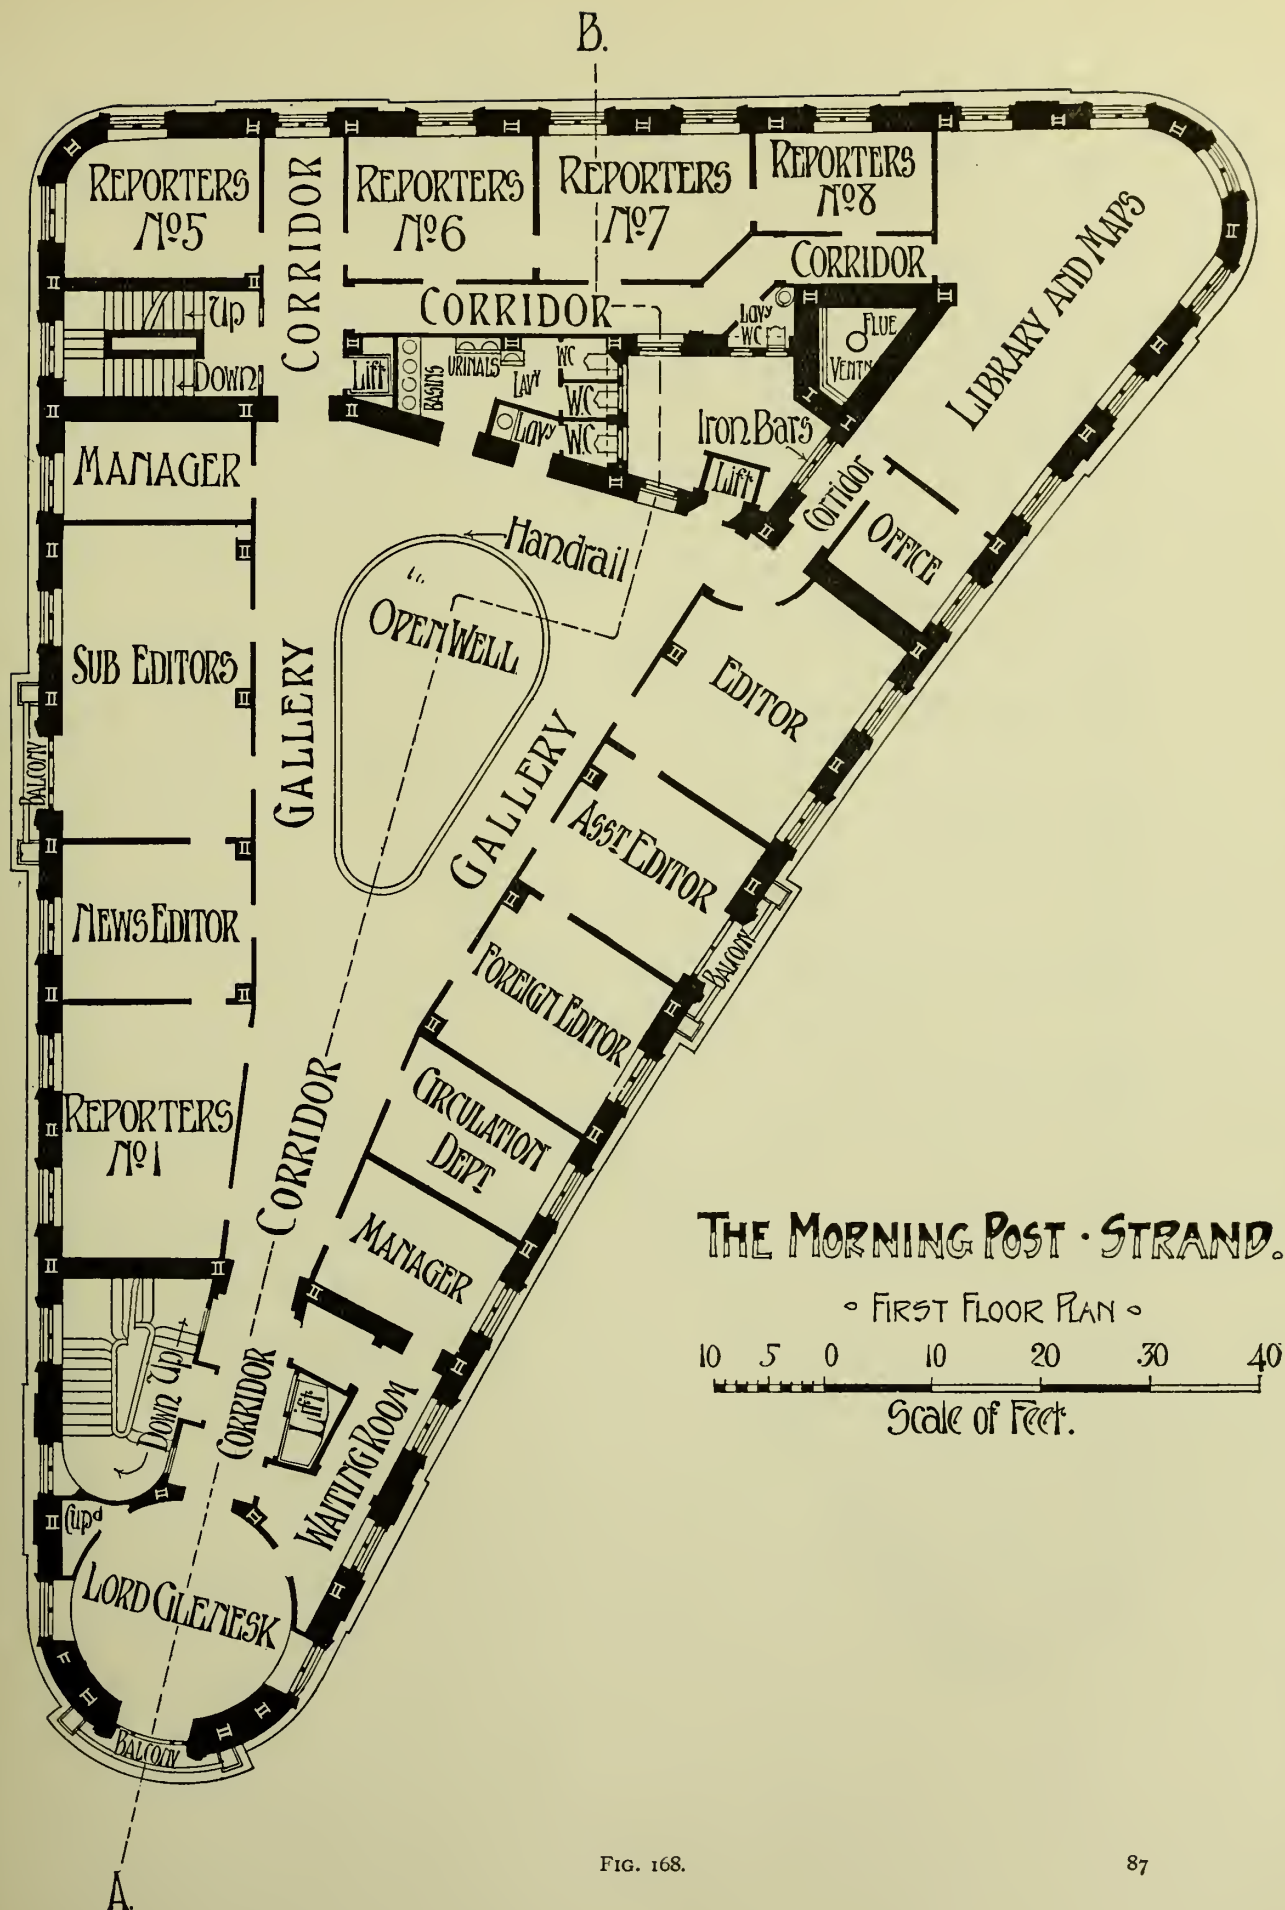 B.
REPORTERS
No 5
CORRIDOR
REPORTERS
No 6
REPORTERS
No 7
REPORTERS
No 8
CORRIDOR
LIBRARY AND MAPS
UP
DOWN
CORRIDOR
Lavy
WC
FLUE
VENTN
Lift
BASINS
URINALS
LAVY
WC
W.C
W.C
Lavy
Iron Bars
Lift
Corridor
OFFICE
MANAGER
Handrail
OPEN WELL
SUB EDITORS
GALLERY
EDITOR
BALCONY
GALLERY
ASST EDITOR
NEWS EDITOR
FOREIGN EDITOR
BALCONY
REPORTERS
No 1
CORRIDOR
CIRCULATION
DEPT
MANAGER
DOWN
UP
CORRIDOR
Lift
WAITING ROOM
Cupd
LORD GLENESK
BALCONY
A.
THE MORNING POST · STRAND.
FIRST FLOOR PLAN
10 5 0 10 20 30 40
Scale of Feet.
FIG. 168.
87